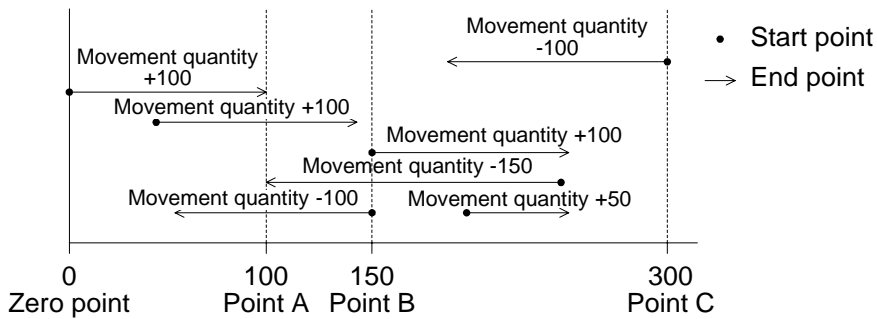 Movement quantity
-100
Start point
Movement quantity
+100
End point
Movement quantity +100
Movement quantity +100
Movement quantity -150
Movement quantity -100
Movement quantity +50
0
100
150
300
Zero point
Point A
Point B
Point C